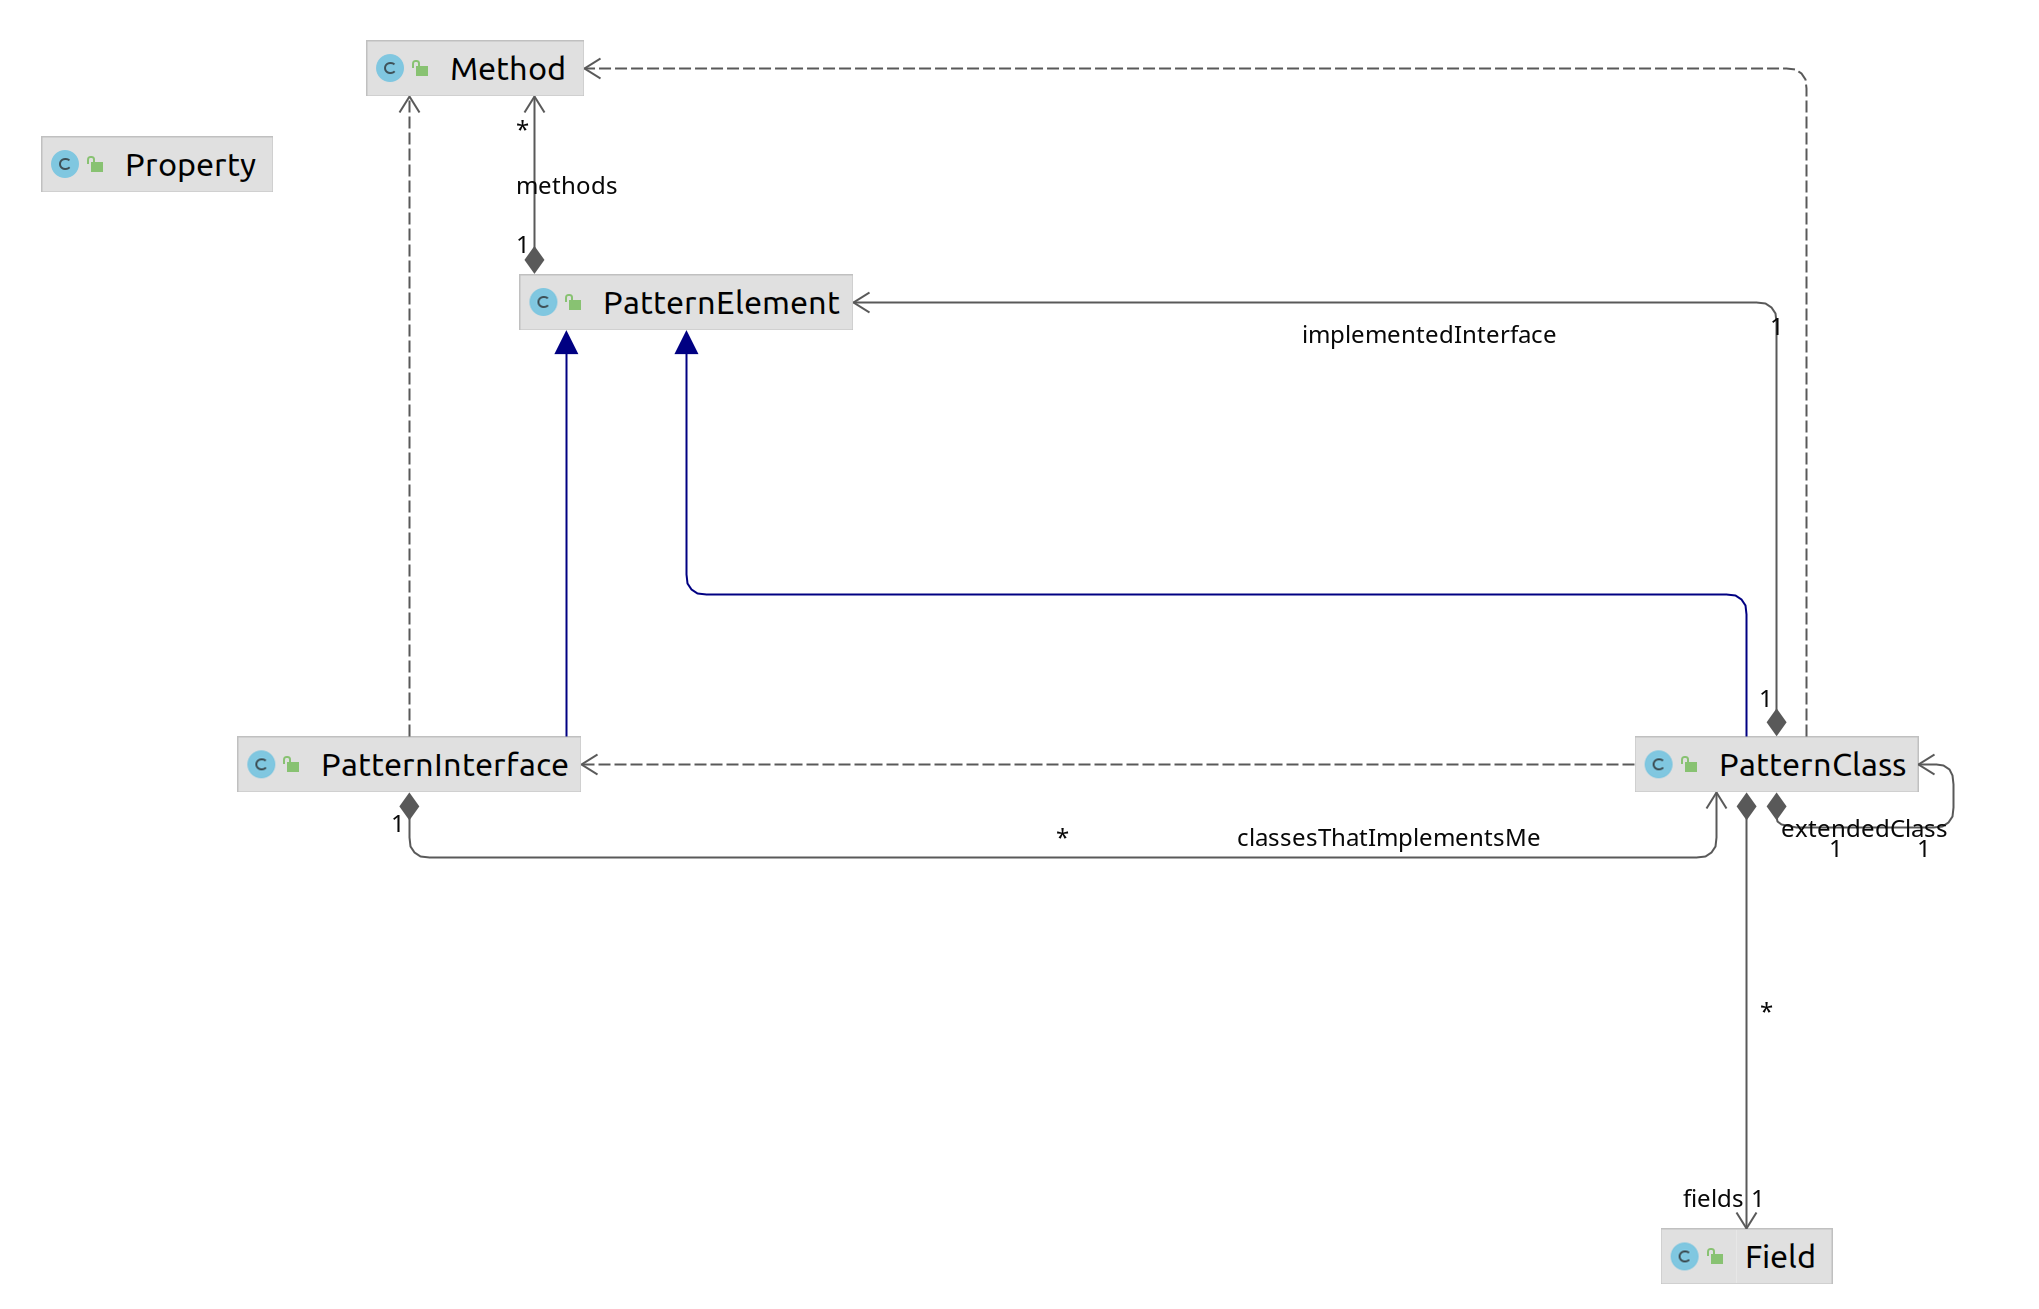 C Method
*
C Property
methods
1
C PatternElement
1
implementedInterface
1
C PatternInterface
C PatternClass
1
*
classesThatImplementsMe
extendedClass
1
1
*
fields 1
C Field